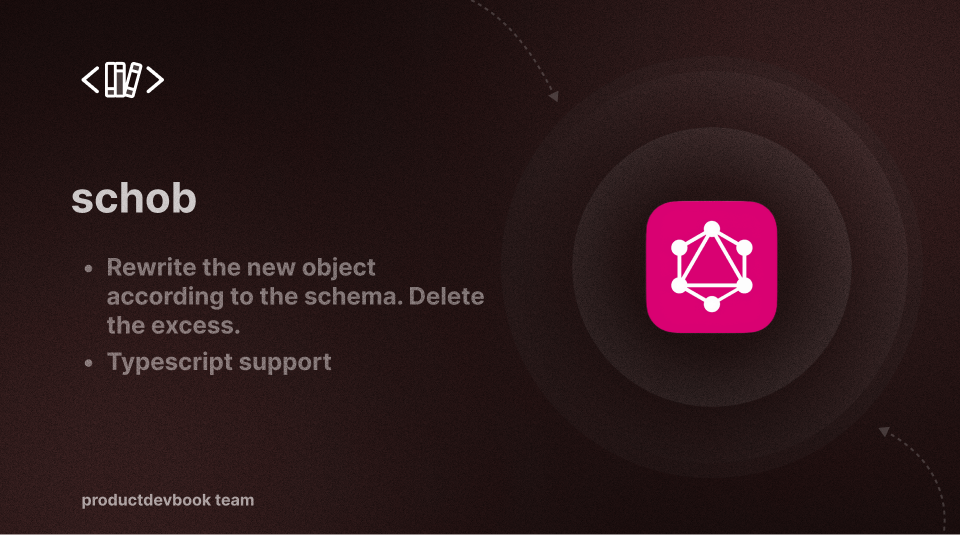 schob
• Rewrite the new object
according to the schema. Delete
the excess.
• Typescript support
productdevbook team